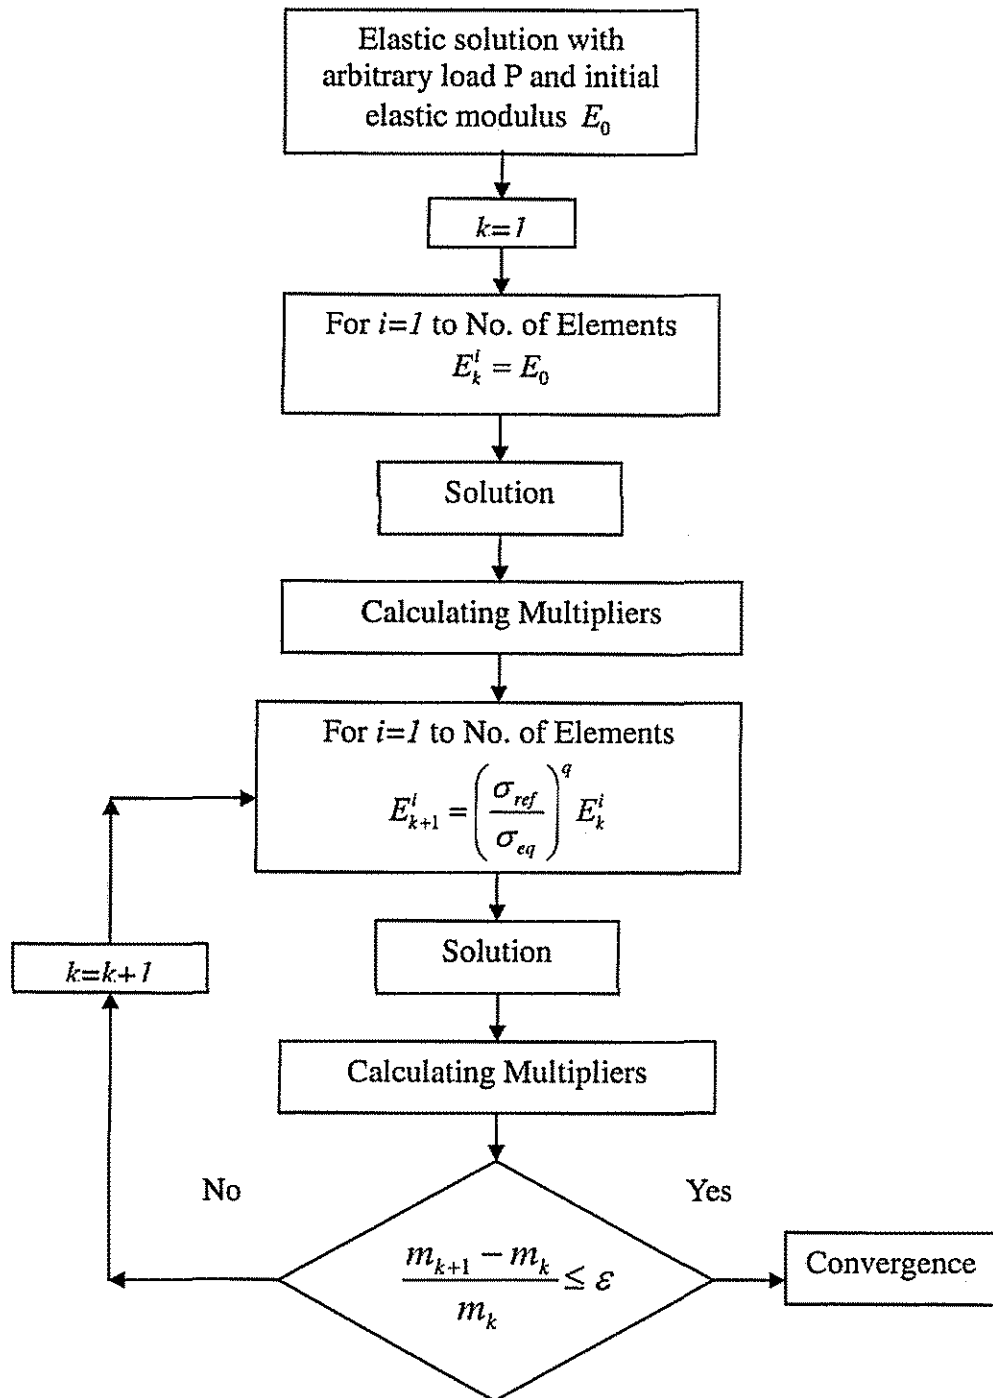 Elastic solution with
arbitrary load P and initial
elastic modulus E₀
k=1
For i=1 to No. of Elements
E_k^i = E₀
Solution
Calculating Multipliers
For i=1 to No. of Elements
E_{k+1}^i = (σ_ref / σ_eq)^q E_k^i
Solution
k=k+1
Calculating Multipliers
No
Yes
(m_{k+1} − m_k) / m_k ≤ ε
Convergence